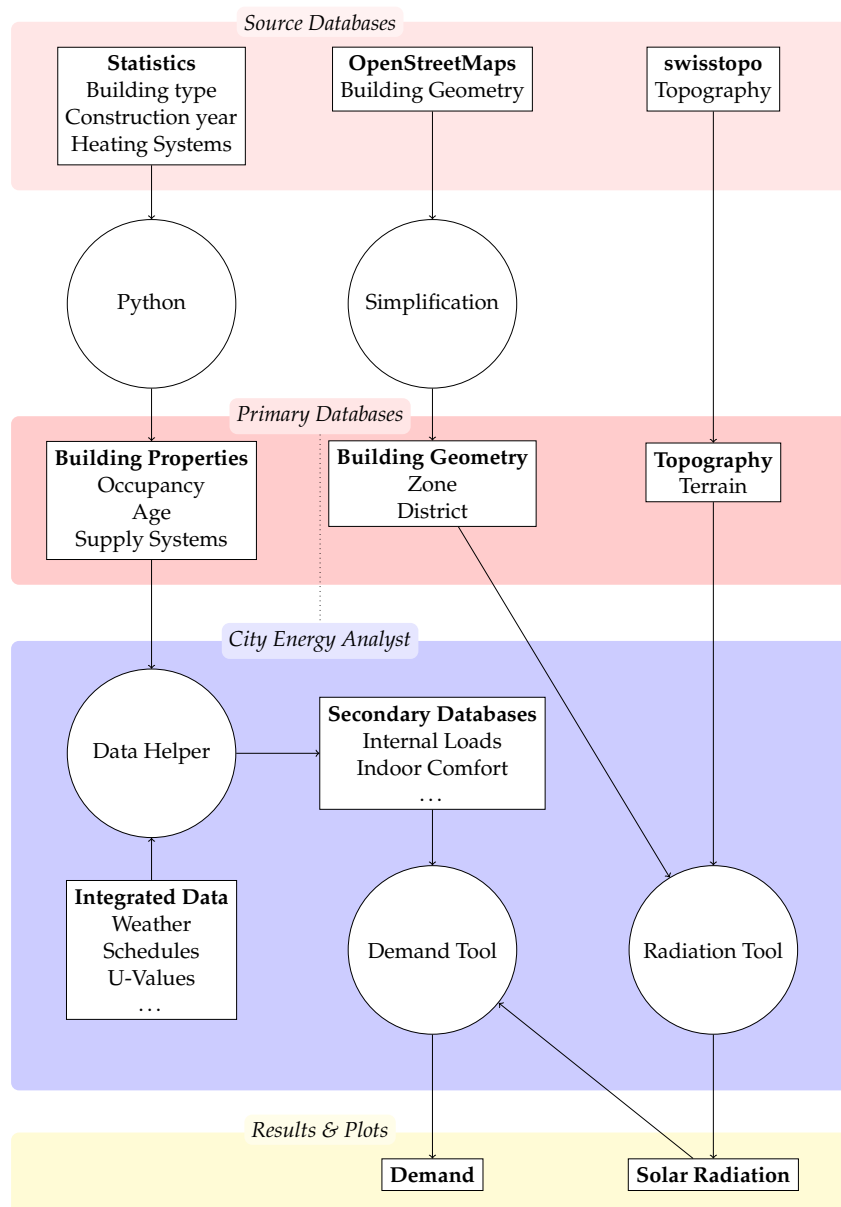 Source Databases
Statistics
Building type
Construction year
Heating Systems
OpenStreetMaps
Building Geometry
swisstopo
Topography
Python
Simplification
Primary Databases
Building Properties
Occupancy
Age
Supply Systems
Building Geometry
Zone
District
Topography
Terrain
City Energy Analyst
Data Helper
Secondary Databases
Internal Loads
Indoor Comfort
...
Integrated Data
Weather
Schedules
U-Values
...
Demand Tool
Radiation Tool
Results & Plots
Demand
Solar Radiation